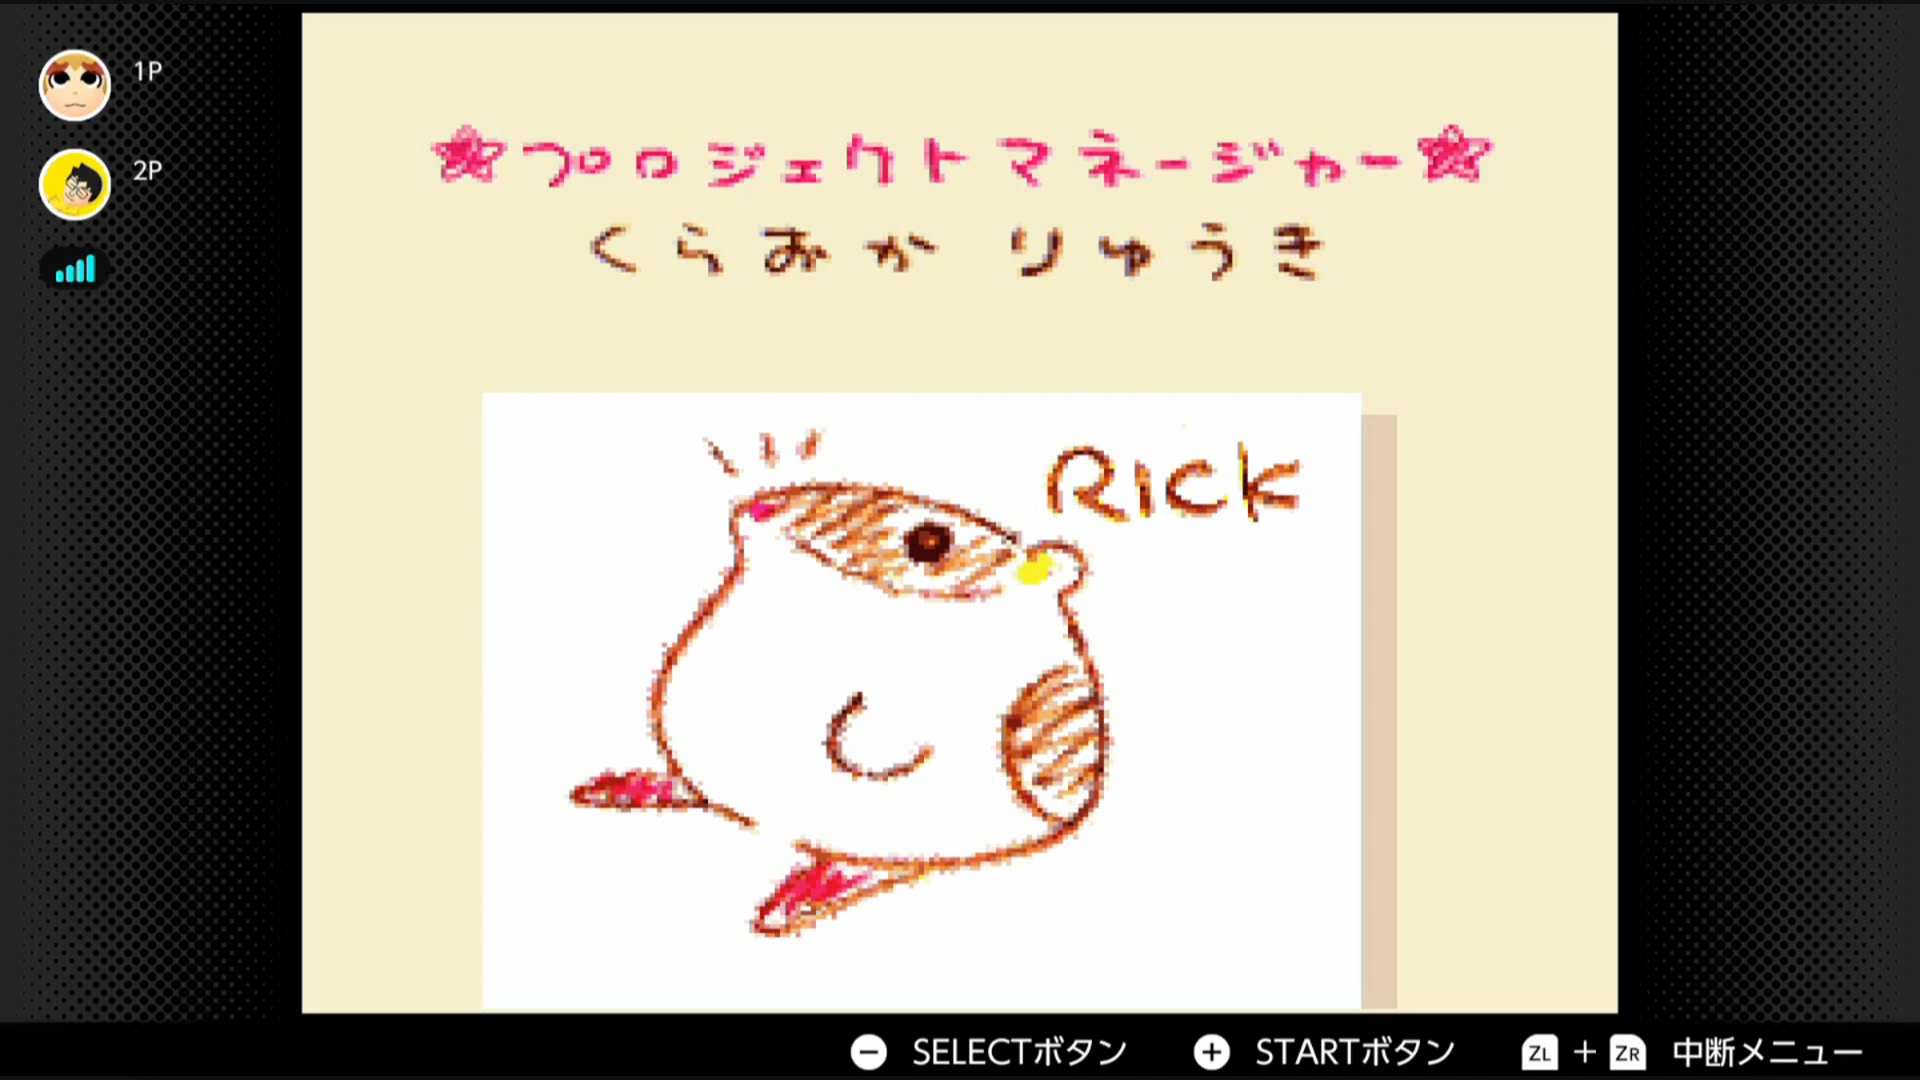 1P
2P
★プロジェクトマネージャー★
くらおか りゅうき
RICK
− SELECTボタン + STARTボタン ZL + ZR 中断メニュー